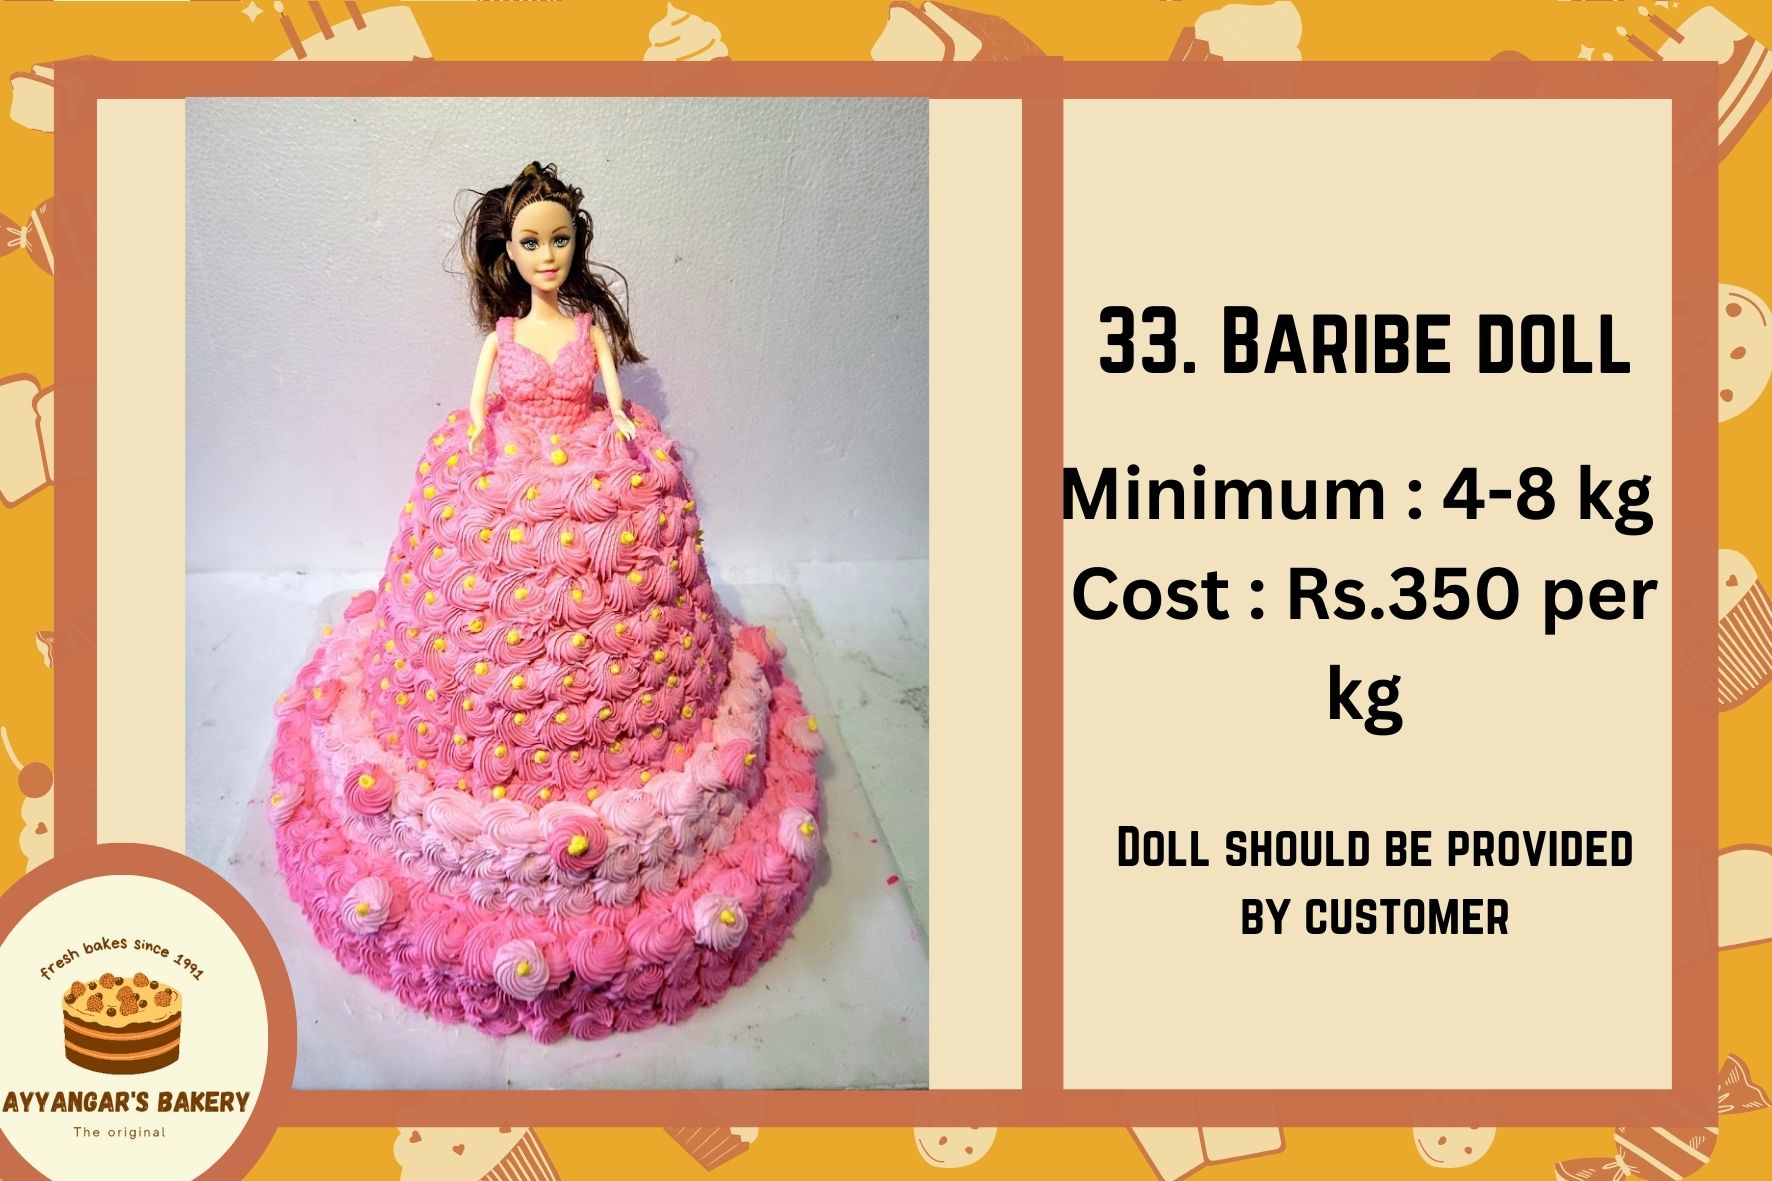 33. Baribe doll
Minimum : 4-8 kg
Cost : Rs.350 per
kg
Doll should be provided
by customer
fresh bakes since 1991
AYYANGAR'S BAKERY
The original